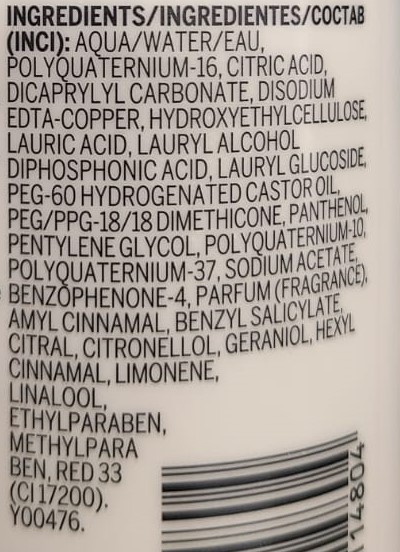 INGREDIENTS/INGREDIENTES/СОСТАВ
(INCI): AQUA/WATER/EAU,
POLYQUATERNIUM-16, CITRIC ACID,
DICAPRYLYL CARBONATE, DISODIUM
EDTA-COPPER, HYDROXYETHYLCELLULOSE,
LAURIC ACID, LAURYL ALCOHOL
DIPHOSPHONIC ACID, LAURYL GLUCOSIDE,
PEG-60 HYDROGENATED CASTOR OIL,
PEG/PPG-18/18 DIMETHICONE, PANTHENOL,
PENTYLENE GLYCOL, POLYQUATERNIUM-10,
POLYQUATERNIUM-37, SODIUM ACETATE,
BENZOPHENONE-4, PARFUM (FRAGRANCE),
AMYL CINNAMAL, BENZYL SALICYLATE,
CITRAL, CITRONELLOL, GERANIOL, HEXYL
CINNAMAL, LIMONENE,
LINALOOL,
ETHYLPARABEN,
METHYLPARA
BEN, RED 33
(CI 17200).
Y00476.
14804